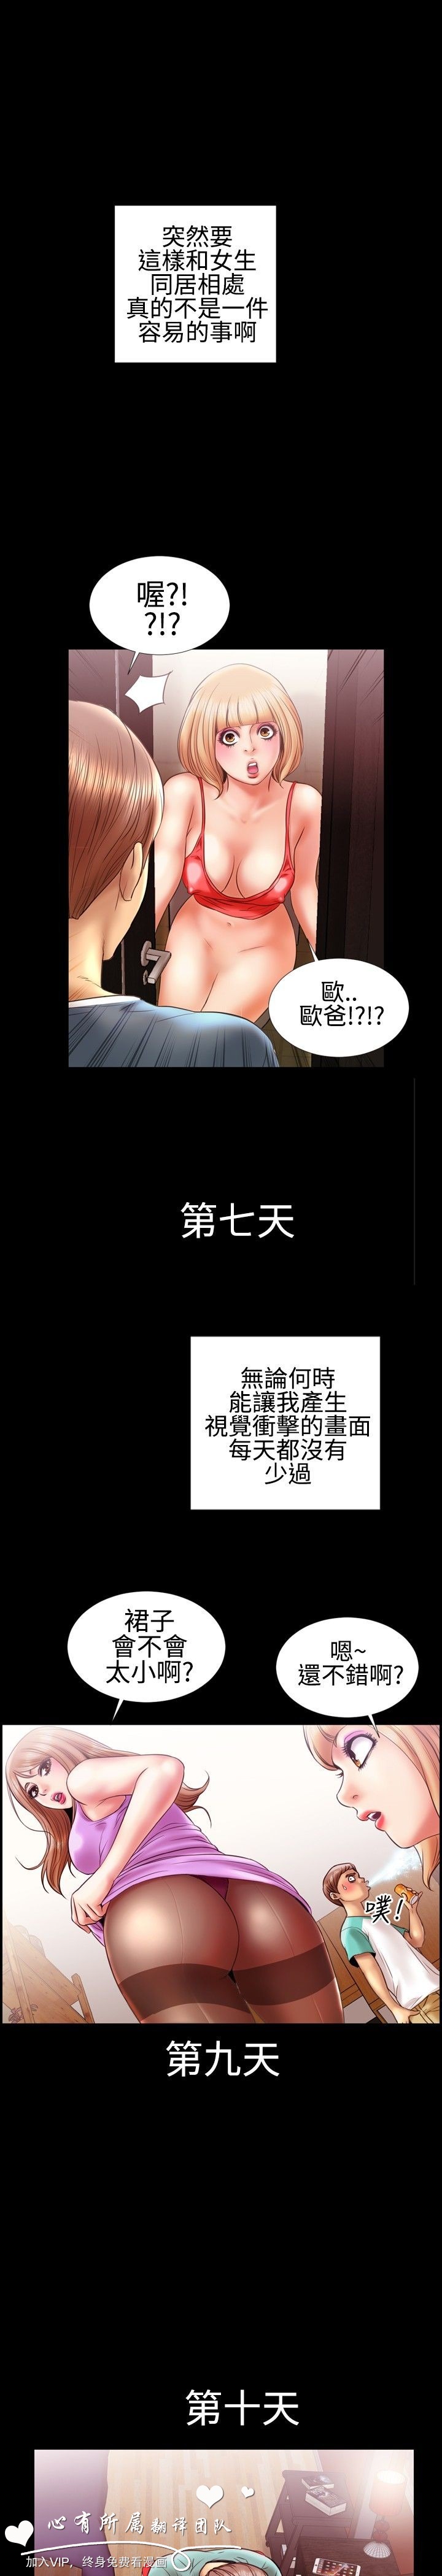 突然要
這樣和女生
同居相處
真的不是一件
容易的事啊
喔?!
?!?
歐..
歐爸!?!?
第七天
無論何時
能讓我產生
視覺衝擊的畫面
每天都沒有
少過
裙子
會不會
太小啊?
嗯~
還不錯啊?
噗!
第九天
第十天
心有所属翻译团队
加入VIP，终身免费看漫画